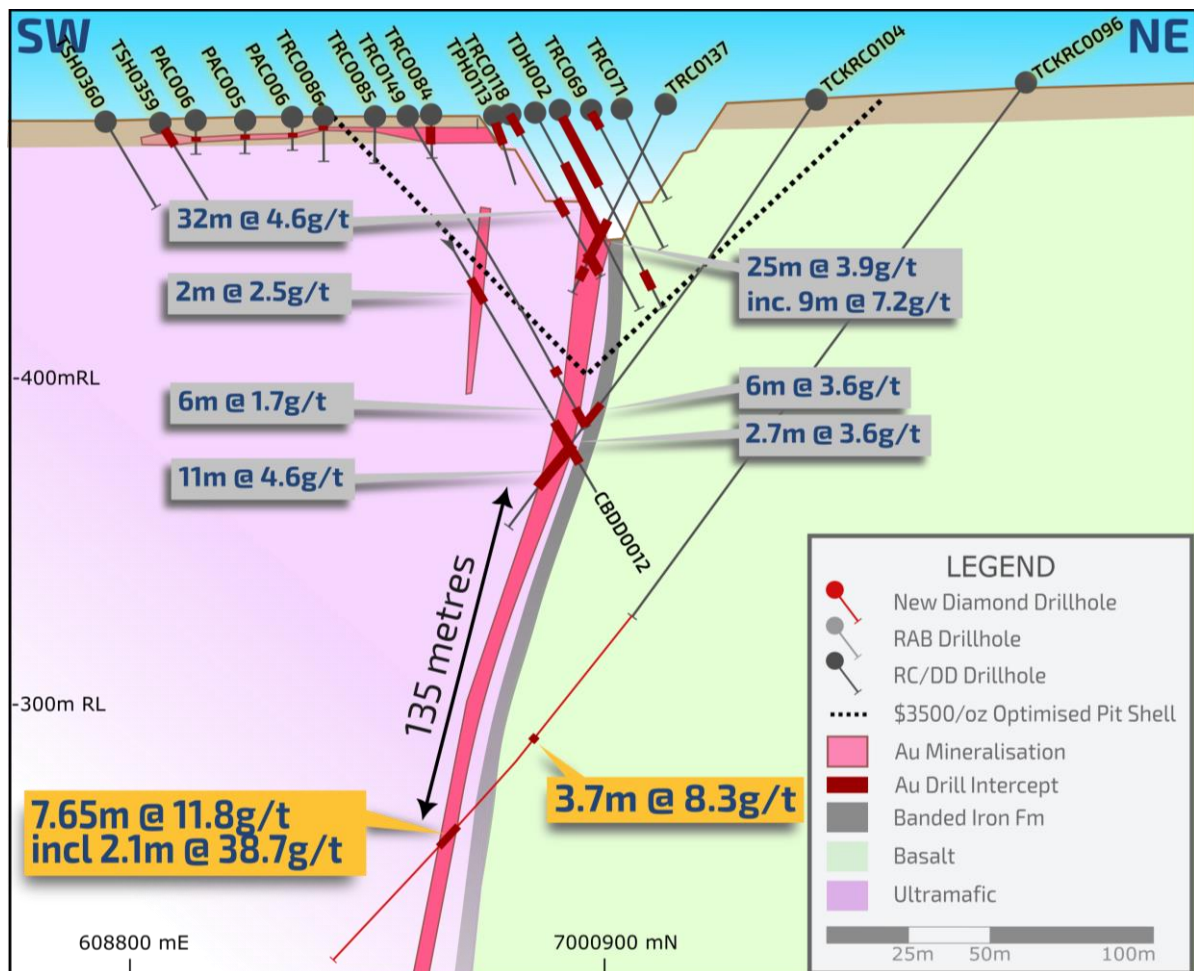 SW
NE
TSH0360
TSH0359
PAC006
PAC005
PAC006
TRC0086
TRC0085
TRC0149
TRC0084
TPH0113
TRC0118
TDH002
TRC069
TRC071
TRC0137
TCKRC0104
TCKRC0096
32m @ 4.6g/t
2m @ 2.5g/t
25m @ 3.9g/t
inc. 9m @ 7.2g/t
-400mRL
6m @ 1.7g/t
6m @ 3.6g/t
2.7m @ 3.6g/t
11m @ 4.6g/t
CBDD0012
135 metres
-300m RL
7.65m @ 11.8g/t
incl 2.1m @ 38.7g/t
3.7m @ 8.3g/t
608800 mE
7000900 mN
LEGEND
New Diamond Drillhole
RAB Drillhole
RC/DD Drillhole
$3500/oz Optimised Pit Shell
Au Mineralisation
Au Drill Intercept
Banded Iron Fm
Basalt
Ultramafic
25m
50m
100m